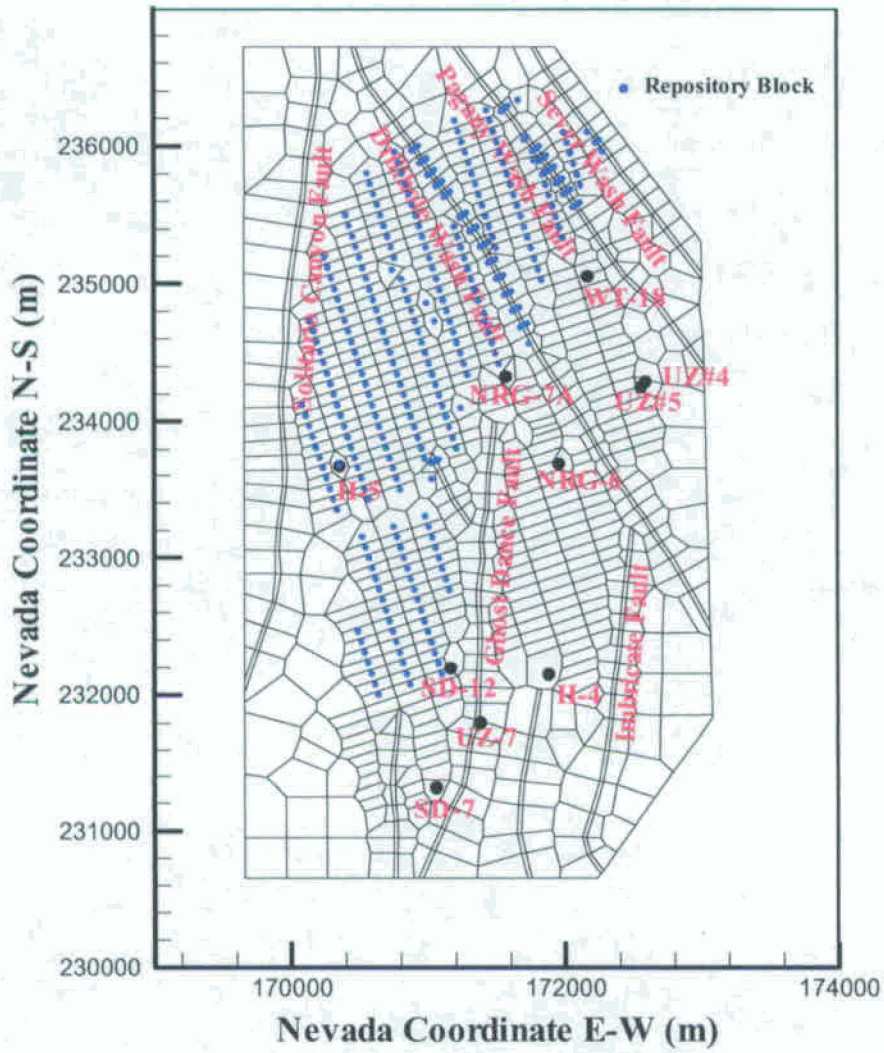 Repository Block
Pagany Wash Fault
Sever Wash Fault
Drillhole Wash Fault
Solitario Canyon Fault
236000
235000
WT-18
UZ#4
UZ#5
NRG-7A
234000
NRG-6
H-5
Ghost Dance Fault
233000
Imbricate Fault
SD-12
H-4
232000
UZ-7
SD-7
231000
230000
170000
172000
174000
Nevada Coordinate N-S (m)
Nevada Coordinate E-W (m)